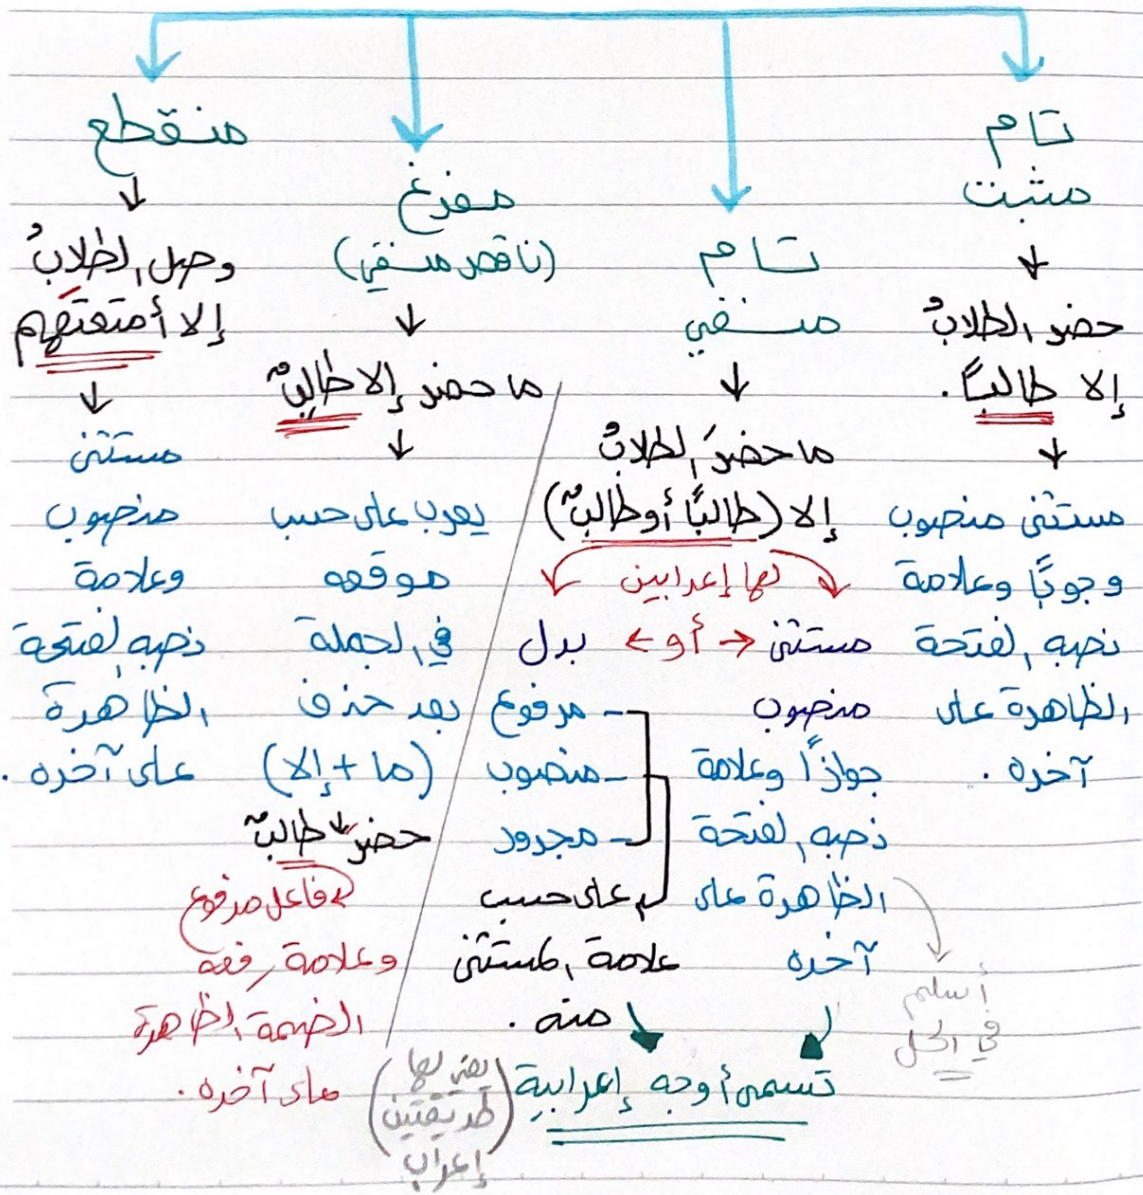 تام
مثبت
حضر الطلابُ
إلا طالبًا.
مستثنى منصوب
وجوبًا وعلامة
نصبه الفتحة
الظاهرة على
آخره.
تام
منفي
ما حضرَ الطلابُ
إلا (طالبًا أو طالبٌ)
لها إعرابين
مستثنى → أو ← بدل
منصوب
جوازًا وعلامة
نصبه الفتحة
الظاهرة على
آخره
أسلم
في الحل
- مرفوع
- منصوب
- مجرور
على حسب
علامة المستثنى
منه.
تسمى أوجه إعرابية
(يعني لها
طريقتين
إعراب)
مفرغ
(ناقص منفي)
ما حضر إلا طالبٌ
يعرب على حسب
موقعه
في الجملة
بعد حذف
(ما + إلا)
حضر طالبٌ
فاعل مرفوع
وعلامة رفعه
الضمة الظاهرة
على آخره.
منقطع
وصل الطلابُ
إلا أمتعتَهم
مستثنى
منصوب
وعلامة
نصبه الفتحة
الظاهرة
على آخره.